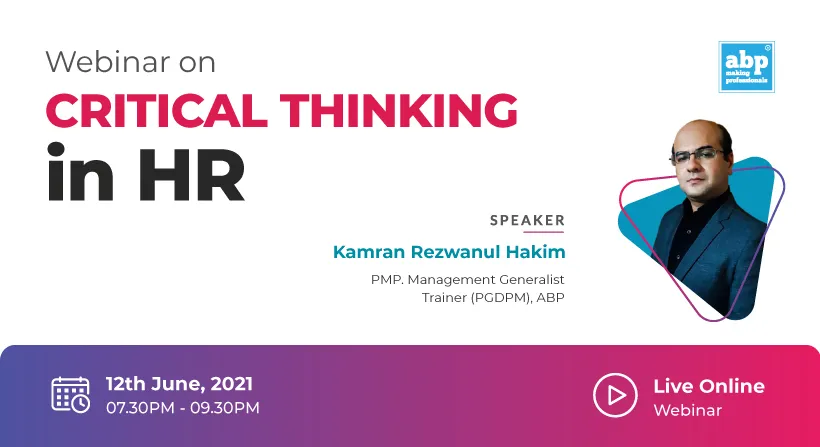 Webinar on
CRITICAL THINKING
in HR
abp
making
professionals
SPEAKER
Kamran Rezwanul Hakim
PMP. Management Generalist
Trainer (PGDPM), ABP
12th June, 2021
07.30PM - 09.30PM
Live Online
Webinar